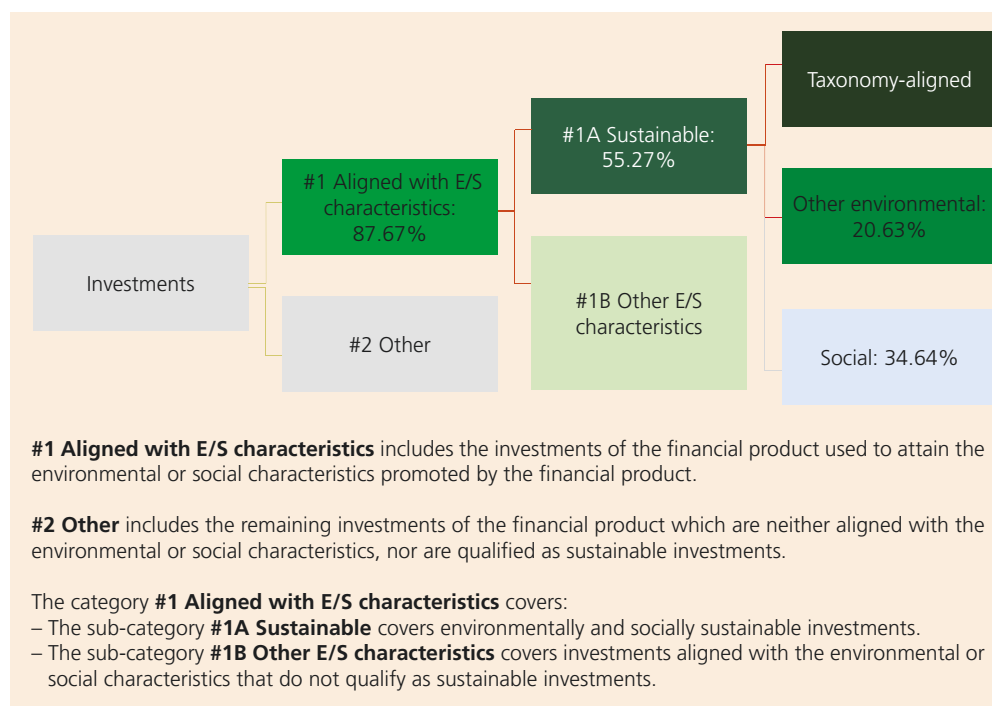 Taxonomy-aligned
#1A Sustainable:
55.27%
#1 Aligned with E/S
characteristics:
87.67%
Other environmental:
20.63%
Investments
#1B Other E/S
characteristics
#2 Other
Social: 34.64%
#1 Aligned with E/S characteristics includes the investments of the financial product used to attain the
environmental or social characteristics promoted by the financial product.
#2 Other includes the remaining investments of the financial product which are neither aligned with the
environmental or social characteristics, nor are qualified as sustainable investments.
The category #1 Aligned with E/S characteristics covers:
– The sub-category #1A Sustainable covers environmentally and socially sustainable investments.
– The sub-category #1B Other E/S characteristics covers investments aligned with the environmental or
social characteristics that do not qualify as sustainable investments.